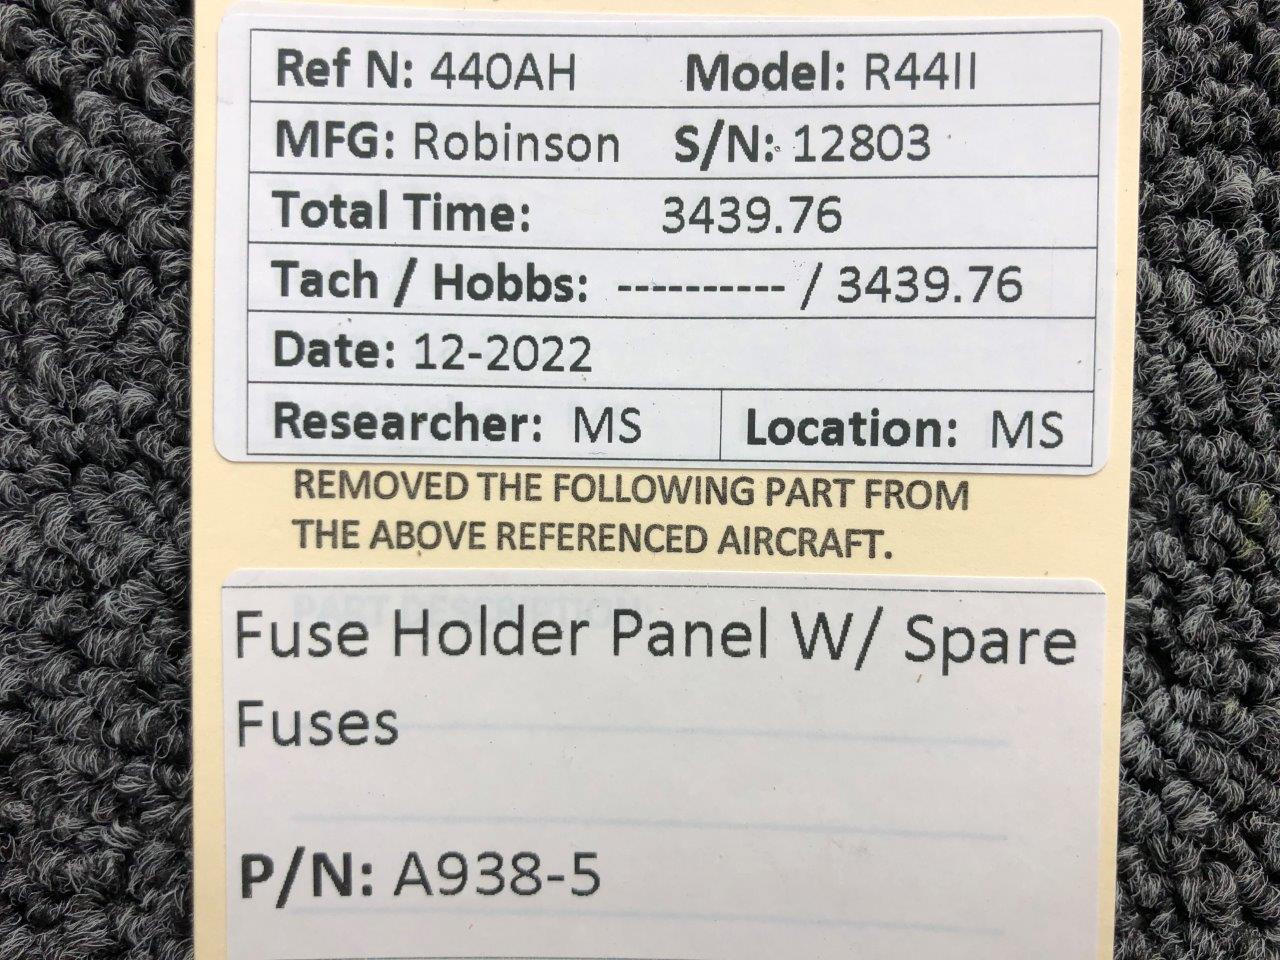 Ref N: 440AH Model: R44II
MFG: Robinson S/N: 12803
Total Time: 3439.76
Tach / Hobbs: ---------- / 3439.76
Date: 12-2022
Researcher: MS Location: MS
REMOVED THE FOLLOWING PART FROM
THE ABOVE REFERENCED AIRCRAFT.
PART DESCRIPTION:
Fuse Holder Panel W/ Spare
Fuses
P/N: A938-5